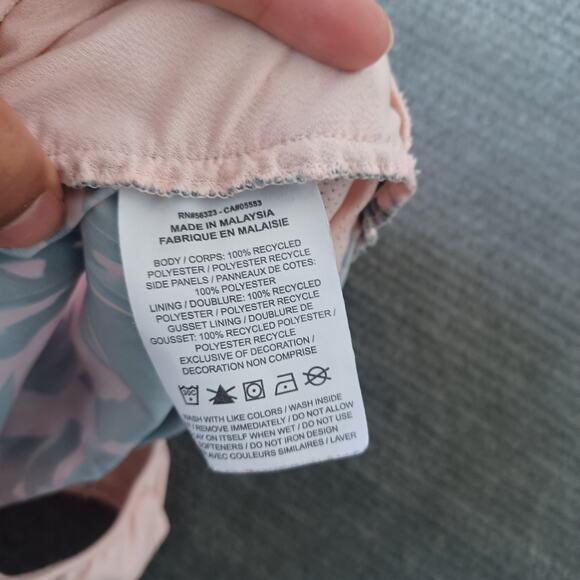 RN#56323 - CA#05553
MADE IN MALAYSIA
FABRIQUE EN MALAISIE
BODY / CORPS: 100% RECYCLED
POLYESTER / POLYESTER RECYCLE
SIDE PANELS / PANNEAUX DE COTES:
100% POLYESTER
LINING / DOUBLURE: 100% RECYCLED
POLYESTER / POLYESTER RECYCLE
GUSSET LINING / DOUBLURE DE
GOUSSET: 100% RECYCLED POLYESTER /
POLYESTER RECYCLE
EXCLUSIVE OF DECORATION /
DECORATION NON COMPRISE
30C
WASH WITH LIKE COLORS / WASH INSIDE
/ REMOVE IMMEDIATELY / DO NOT ALLOW
ON ITSELF WHEN WET / DO NOT USE
SOFTENERS / DO NOT IRON DESIGN
AVEC COULEURS SIMILAIRES / LAVER